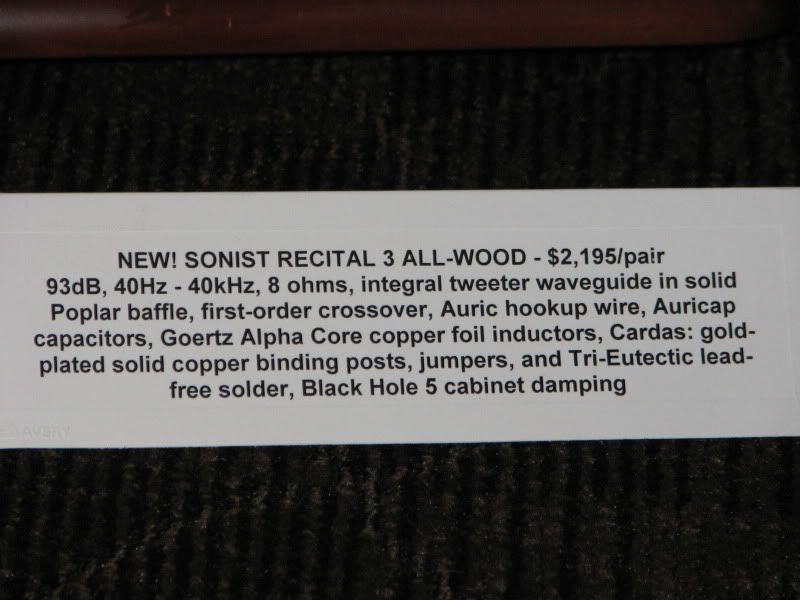 NEW! SONIST RECITAL 3 ALL-WOOD - $2,195/pair
93dB, 40Hz - 40kHz, 8 ohms, integral tweeter waveguide in solid
Poplar baffle, first-order crossover, Auric hookup wire, Auricap
capacitors, Goertz Alpha Core copper foil inductors, Cardas: gold-
plated solid copper binding posts, jumpers, and Tri-Eutectic lead-
free solder, Black Hole 5 cabinet damping
AVERY